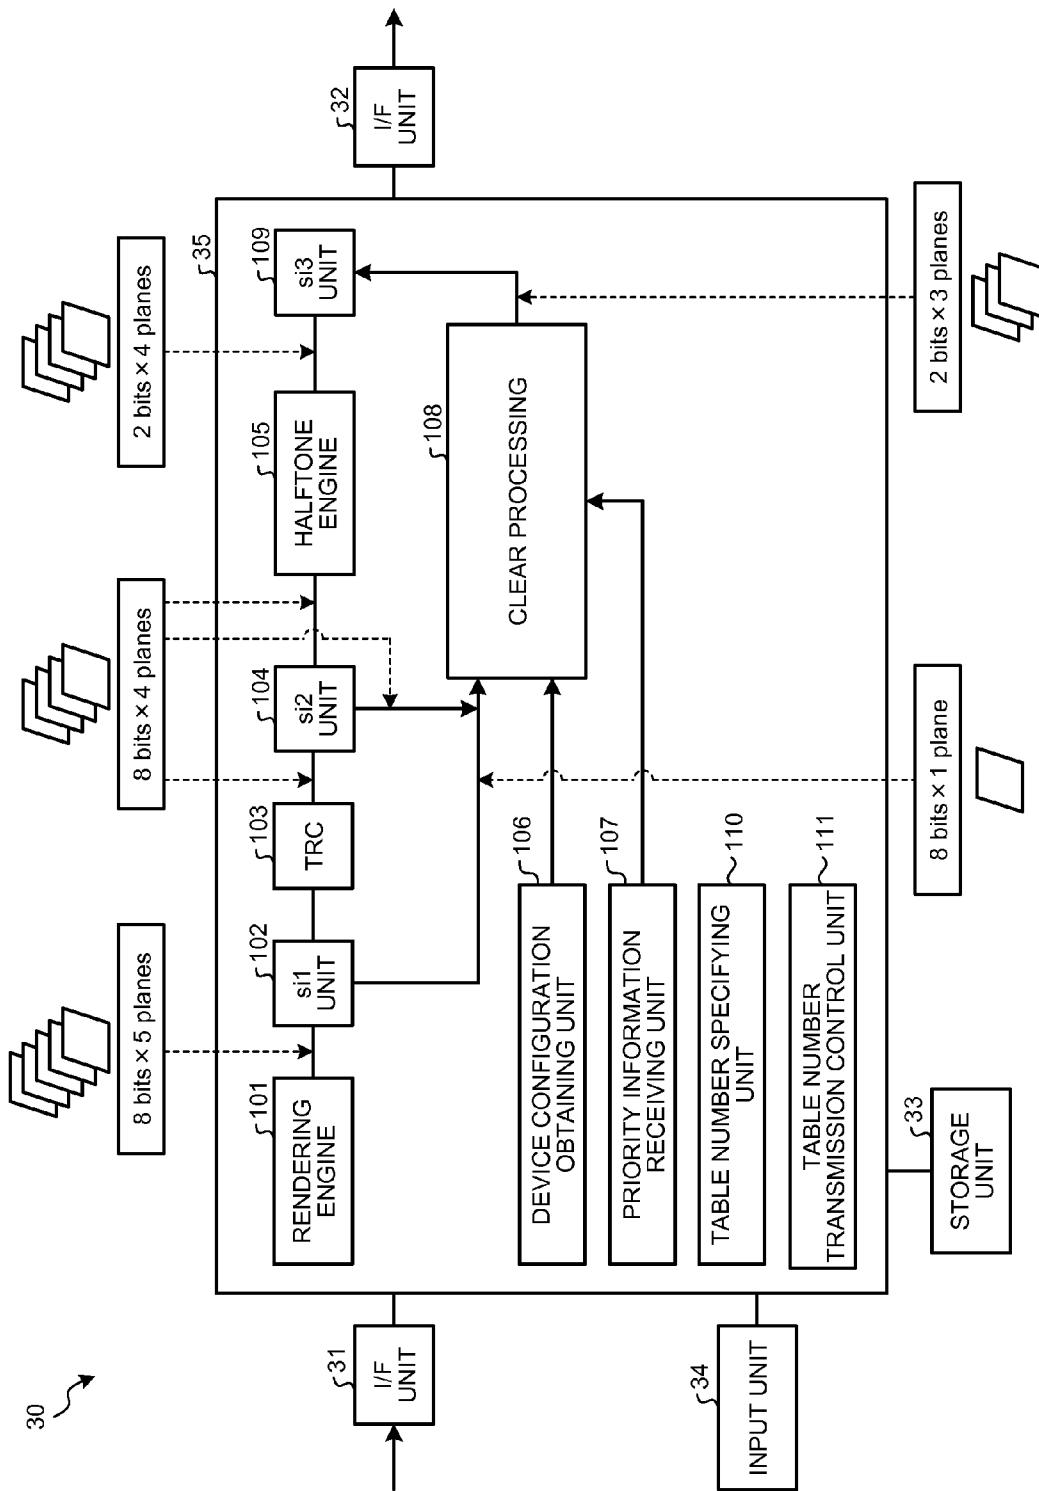 30
8 bits × 5 planes
8 bits × 4 planes
2 bits × 4 planes
35
31
I/F
UNIT
101
RENDERING
ENGINE
102
si1
UNIT
103
TRC
104
si2
UNIT
105
HALFTONE
ENGINE
109
si3
UNIT
32
I/F
UNIT
108
CLEAR PROCESSING
106
DEVICE CONFIGURATION
OBTAINING UNIT
107
PRIORITY INFORMATION
RECEIVING UNIT
110
TABLE NUMBER SPECIFYING
UNIT
111
TABLE NUMBER
TRANSMISSION CONTROL UNIT
34
INPUT UNIT
33
STORAGE
UNIT
8 bits × 1 plane
2 bits × 3 planes